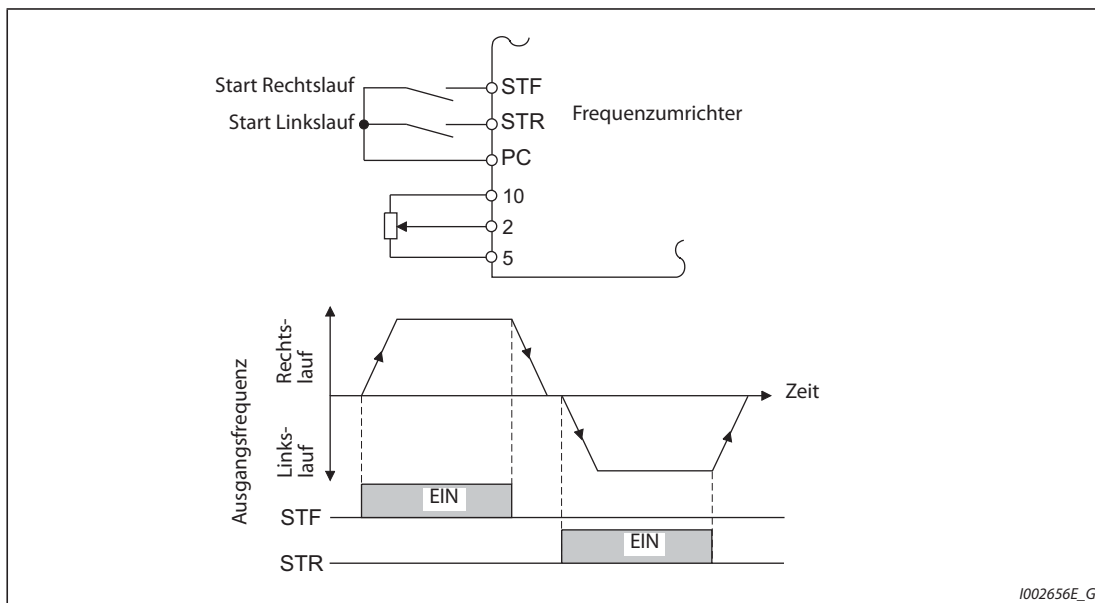 Start Rechtslauf
STF
Start Linkslauf
STR
Frequenzumrichter
PC
10
2
5
Ausgangsfrequenz
Rechts-
lauf
Links-
lauf
Zeit
EIN
STF
EIN
STR
I002656E_G